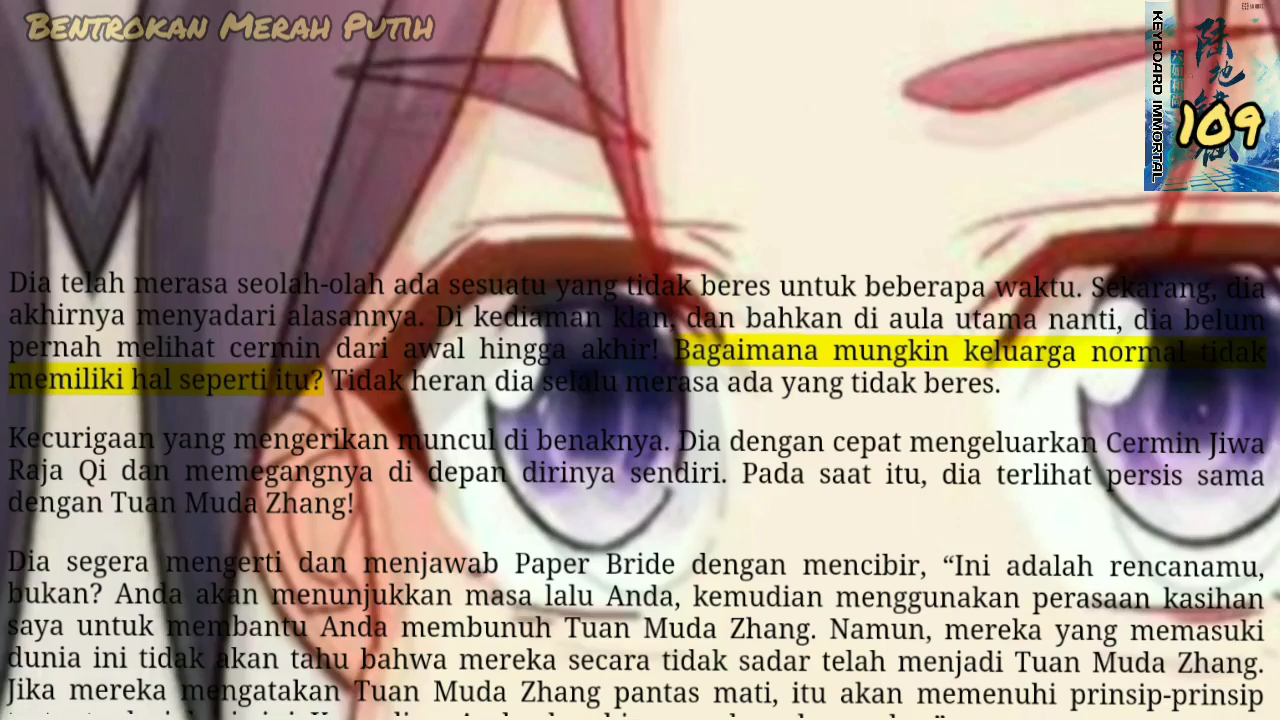 Bentrokan Merah Putih
KEYBOARD IMMORTAL
109
Dia telah merasa seolah-olah ada sesuatu yang tidak beres untuk beberapa waktu. Sekarang, dia
akhirnya menyadari alasannya. Di kediaman klan, dan bahkan di aula utama nanti, dia belum
pernah melihat cermin dari awal hingga akhir! Bagaimana mungkin keluarga normal tidak
memiliki hal seperti itu? Tidak heran dia selalu merasa ada yang tidak beres.
Kecurigaan yang mengerikan muncul di benaknya. Dia dengan cepat mengeluarkan Cermin Jiwa
Raja Qi dan memegangnya di depan dirinya sendiri. Pada saat itu, dia terlihat persis sama
dengan Tuan Muda Zhang!
Dia segera mengerti dan menjawab Paper Bride dengan mencibir, “Ini adalah rencanamu,
bukan? Anda akan menunjukkan masa lalu Anda, kemudian menggunakan perasaan kasihan
saya untuk membantu Anda membunuh Tuan Muda Zhang. Namun, mereka yang memasuki
dunia ini tidak akan tahu bahwa mereka secara tidak sadar telah menjadi Tuan Muda Zhang.
Jika mereka mengatakan Tuan Muda Zhang pantas mati, itu akan memenuhi prinsip-prinsip